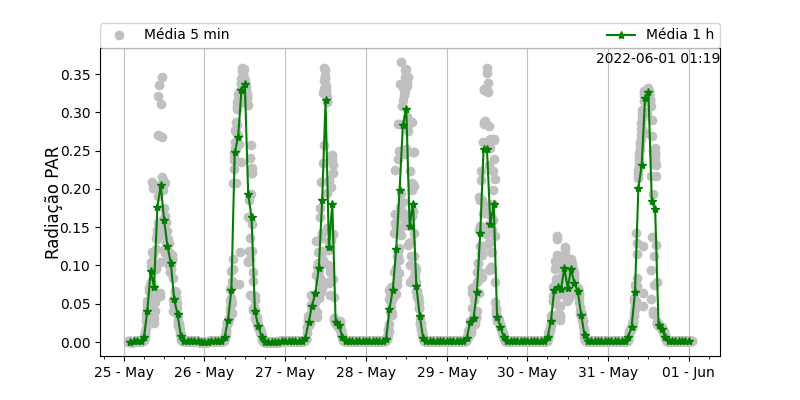 Média 5 min
Média 1 h
2022-06-01 01:19
Radiação PAR
0.35
0.30
0.25
0.20
0.15
0.10
0.05
0.00
25 - May
26 - May
27 - May
28 - May
29 - May
30 - May
31 - May
01 - Jun